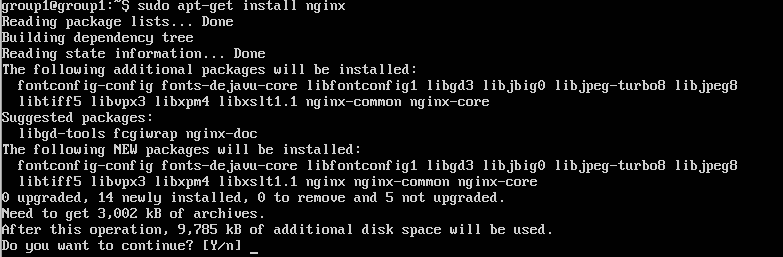 group1@group1:~$ sudo apt-get install nginx
Reading package lists... Done
Building dependency tree
Reading state information... Done
The following additional packages will be installed:
  fontconfig-config fonts-dejavu-core libfontconfig1 libgd3 libjbig0 libjpeg-turbo8 libjpeg8
  libtiff5 libvpx3 libxpm4 libxslt1.1 nginx-common nginx-core
Suggested packages:
  libgd-tools fcgiwrap nginx-doc
The following NEW packages will be installed:
  fontconfig-config fonts-dejavu-core libfontconfig1 libgd3 libjbig0 libjpeg-turbo8 libjpeg8
  libtiff5 libvpx3 libxpm4 libxslt1.1 nginx nginx-common nginx-core
0 upgraded, 14 newly installed, 0 to remove and 5 not upgraded.
Need to get 3,002 kB of archives.
After this operation, 9,785 kB of additional disk space will be used.
Do you want to continue? [Y/n] _